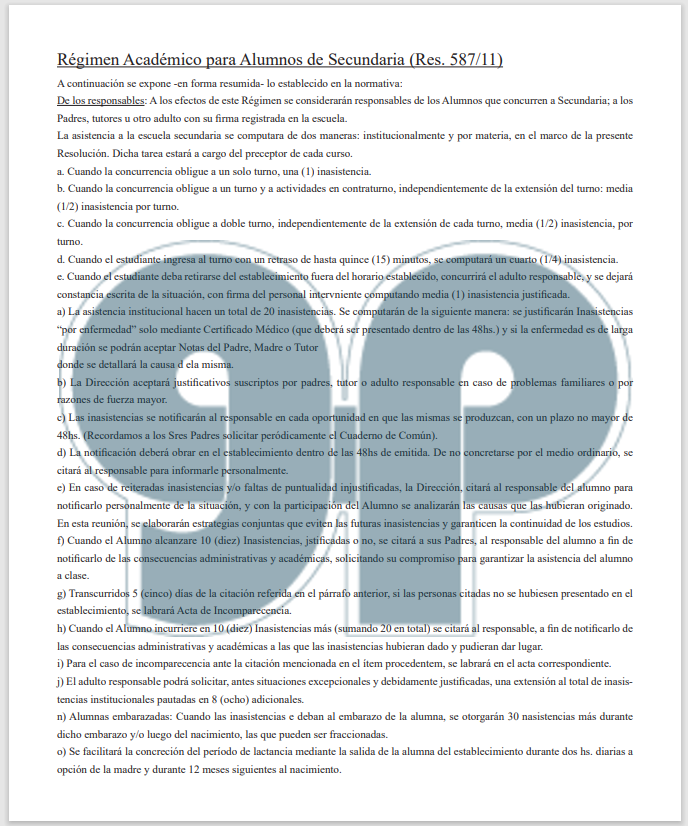 Régimen Académico para Alumnos de Secundaria (Res. 587/11)
A continuación se expone -en forma resumida- lo establecido en la normativa:
De los responsables: A los efectos de este Régimen se considerarán responsables de los Alumnos que concurren a Secundaria; a los
Padres, tutores u otro adulto con su firma registrada en la escuela.
La asistencia a la escuela secundaria se computara de dos maneras: institucionalmente y por materia, en el marco de la presente
Resolución. Dicha tarea estará a cargo del preceptor de cada curso.
a. Cuando la concurrencia obligue a un solo turno, una (1) inasistencia.
b. Cuando la concurrencia obligue a un turno y a actividades en contraturno, independientemente de la extensión del turno: media
(1/2) inasistencia por turno.
c. Cuando la concurrencia obligue a doble turno, independientemente de la extensión de cada turno, media (1/2) inasistencia, por
turno.
d. Cuando el estudiante ingresa al turno con un retraso de hasta quince (15) minutos, se computará un cuarto (1/4) inasistencia.
e. Cuando el estudiante deba retirarse del establecimiento fuera del horario establecido, concurrirá el adulto responsable, y se dejará
constancia escrita de la situación, con firma del personal intervniente computando media (1) inasistencia justificada.
a) La asistencia institucional hacen un total de 20 inasistencias. Se computarán de la siguiente manera: se justificarán Inasistencias
“por enfermedad” solo mediante Certificado Médico (que deberá ser presentado dentro de las 48hs.) y si la enfermedad es de larga
duración se podrán aceptar Notas del Padre, Madre o Tutor
donde se detallará la causa d ela misma.
b) La Dirección aceptará justificativos suscriptos por padres, tutor o adulto responsable en caso de problemas familiares o por
razones de fuerza mayor.
c) Las inasistencias se notificarán al responsable en cada oportunidad en que las mismas se produzcan, con un plazo no mayor de
48hs. (Recordamos a los Sres Padres solicitar peródicamente el Cuaderno de Común).
d) La notificación deberá obrar en el establecimiento dentro de las 48hs de emitida. De no concretarse por el medio ordinario, se
citará al responsable para informarle personalmente.
e) En caso de reiteradas inasistencias y/o faltas de puntualidad injustificadas, la Dirección, citará al responsable del alumno para
notificarlo personalmente de la situación, y con la participación del Alumno se analizarán las causas que las hubieran originado.
En esta reunión, se elaborarán estrategias conjuntas que eviten las futuras inasistencias y garanticen la continuidad de los estudios.
f) Cuando el Alumno alcanzare 10 (diez) Inasistencias, jstificadas o no, se citará a sus Padres, al responsable del alumno a fin de
notificarlo de las consecuencias administrativas y académicas, solicitando su compromiso para garantizar la asistencia del alumno
a clase.
g) Transcurridos 5 (cinco) días de la citación referida en el párrafo anterior, si las personas citadas no se hubiesen presentado en el
establecimiento, se labrará Acta de Incomparecencia.
h) Cuando el Alumno incurriere en 10 (diez) Inasistencias más (sumando 20 en total) se citará al responsable, a fin de notificarlo de
las consecuencias administrativas y académicas a las que las inasistencias hubieran dado y pudieran dar lugar.
i) Para el caso de incomparecencia ante la citación mencionada en el ítem procedentem, se labrará en el acta correspondiente.
j) El adulto responsable podrá solicitar, antes situaciones excepcionales y debidamente justificadas, una extensión al total de inasis-
tencias institucionales pautadas en 8 (ocho) adicionales.
n) Alumnas embarazadas: Cuando las inasistencias e deban al embarazo de la alumna, se otorgarán 30 nasistencias más durante
dicho embarazo y/o luego del nacimiento, las que pueden ser fraccionadas.
o) Se facilitará la concreción del período de lactancia mediante la salida de la alumna del establecimiento durante dos hs. diarias a
opción de la madre y durante 12 meses siguientes al nacimiento.